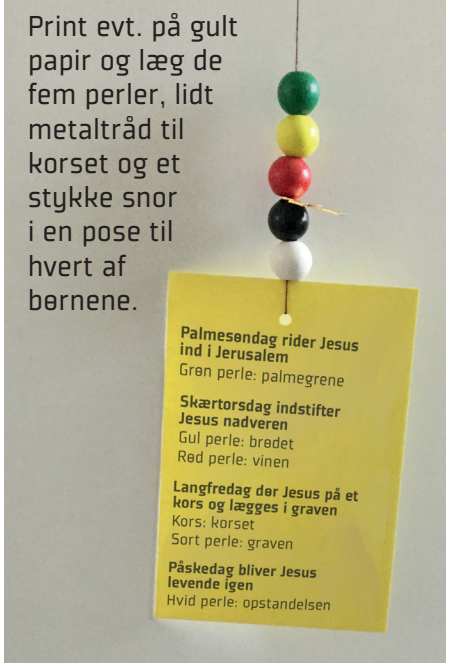 Print evt. på gult
papir og læg de
fem perler, lidt
metaltråd til
korset og et
stykke snor
i en pose til
hvert af
børnene.
Palmesøndag rider Jesus
ind i Jerusalem
Grøn perle: palmegrene
Skærtorsdag indstifter
Jesus nadveren
Gul perle: brødet
Rød perle: vinen
Langfredag dør Jesus på et
kors og lægges i graven
Kors: korset
Sort perle: graven
Påskedag bliver Jesus
levende igen
Hvid perle: opstandelsen